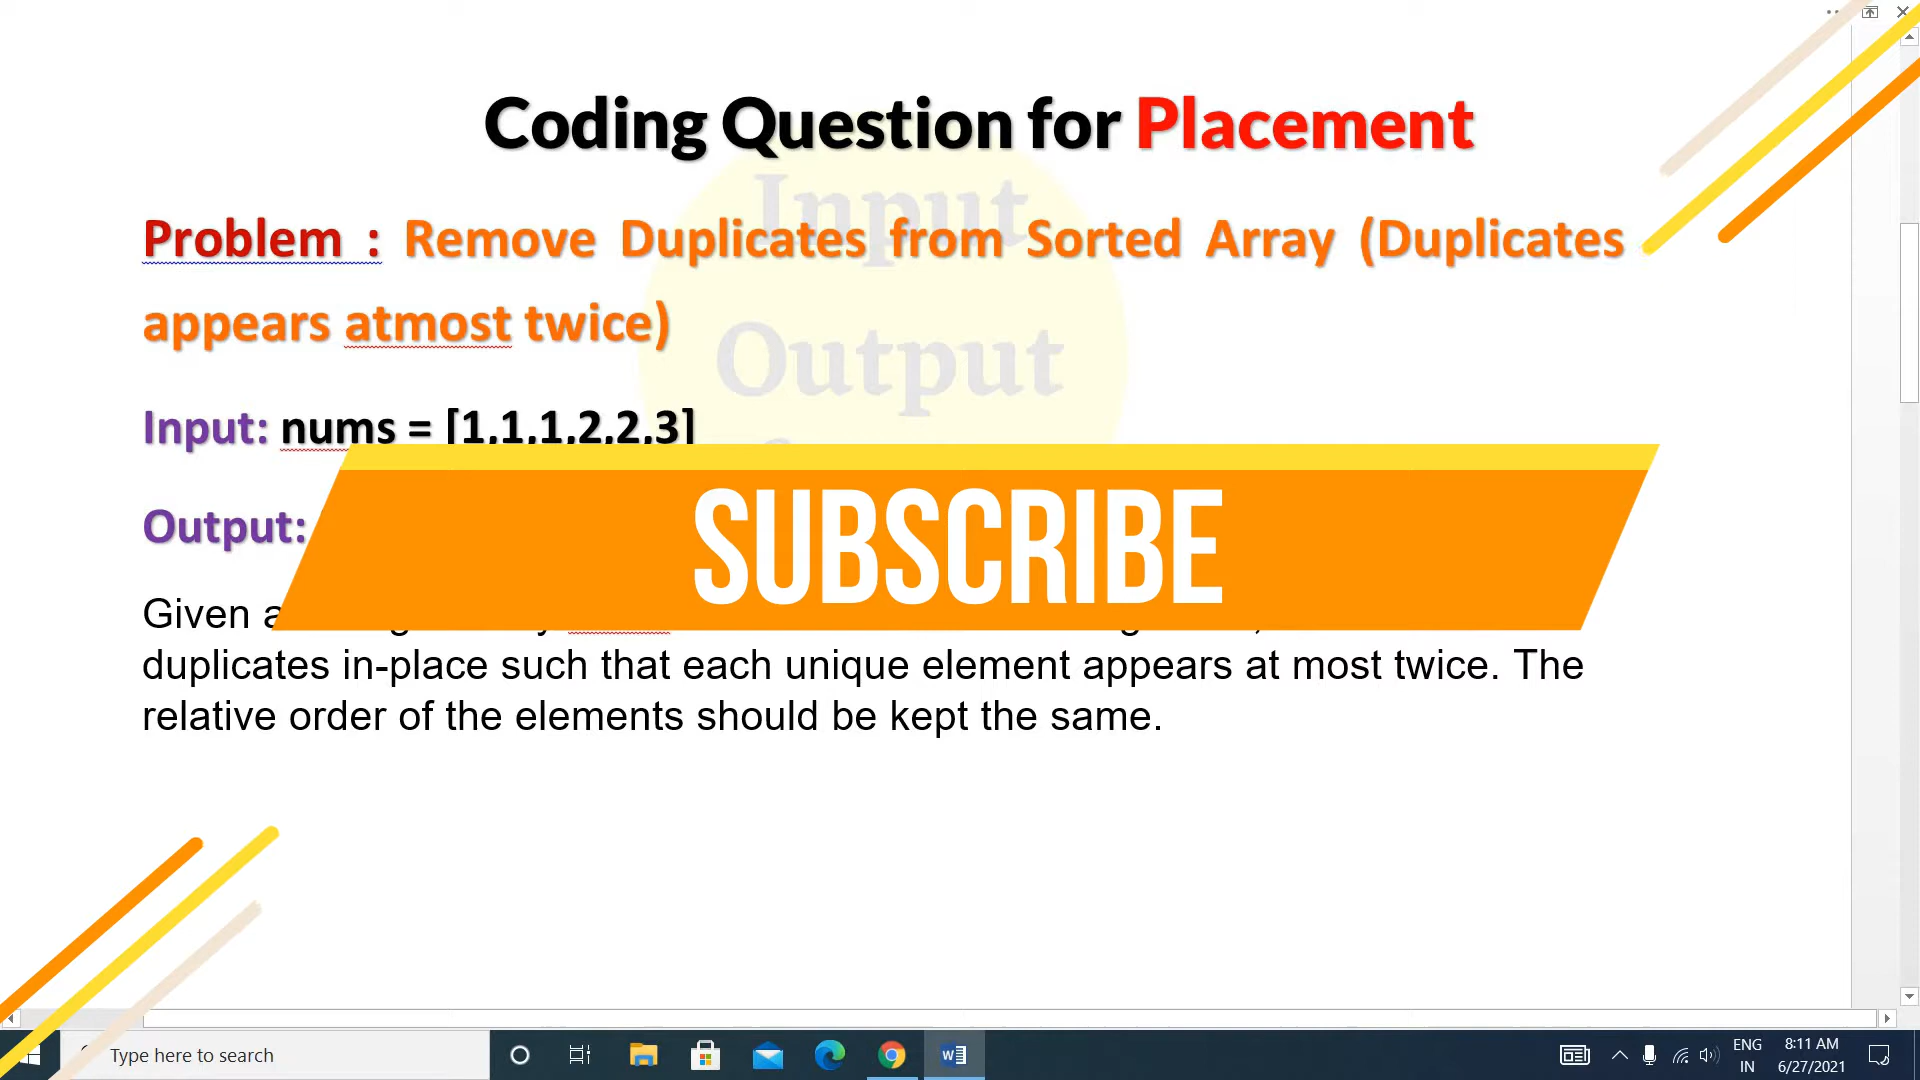 Coding Question for Placement
Input
Problem : Remove Duplicates from Sorted Array (Duplicates
appears atmost twice)
Output
Input: nums = [1,1,1,2,2,3]
Output:
SUBSCRIBE
Given
duplicates in-place such that each unique element appears at most twice. The
relative order of the elements should be kept the same.
Type here to search
ENG
IN
8:11 AM
6/27/2021